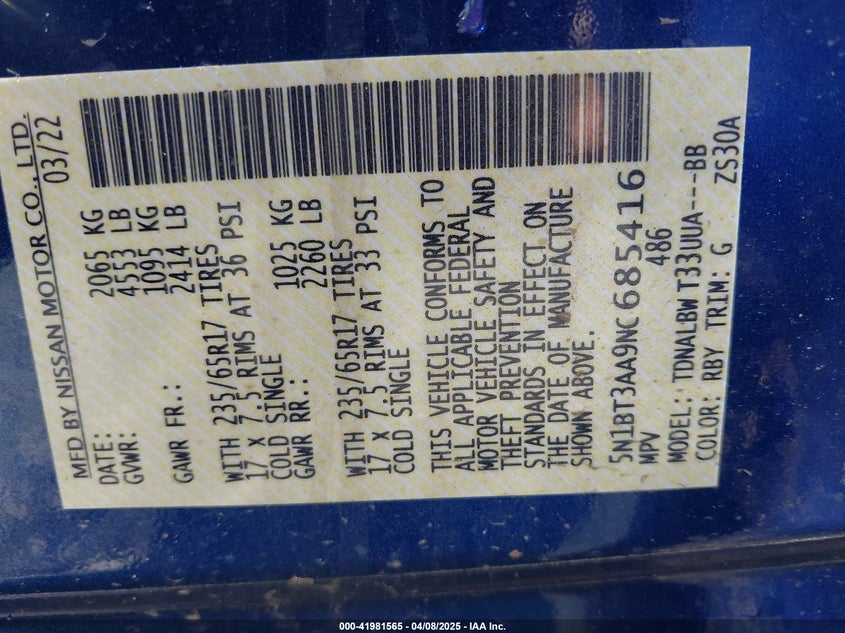 MFD BY NISSAN MOTOR CO., LTD.
DATE: 03/22
GVWR: 2065 KG
4553 LB
GAWR FR.: 1095 KG
2414 LB
WITH 235/65R17 TIRES
17 X 7.5 RIMS AT 36 PSI
COLD SINGLE
GAWR RR.: 1025 KG
2260 LB
WITH 235/65R17 TIRES
17 X 7.5 RIMS AT 33 PSI
COLD SINGLE
THIS VEHICLE CONFORMS TO
ALL APPLICABLE FEDERAL
MOTOR VEHICLE SAFETY AND
THEFT PREVENTION
STANDARDS IN EFFECT ON
THE DATE OF MANUFACTURE
SHOWN ABOVE.
5N1BT3AA9NC685416
MPV 486
MODEL: TDNALBW T33UUA----BB
COLOR: RBY TRIM: G ZS30A
000-41981565 - 04/08/2025 - IAA Inc.